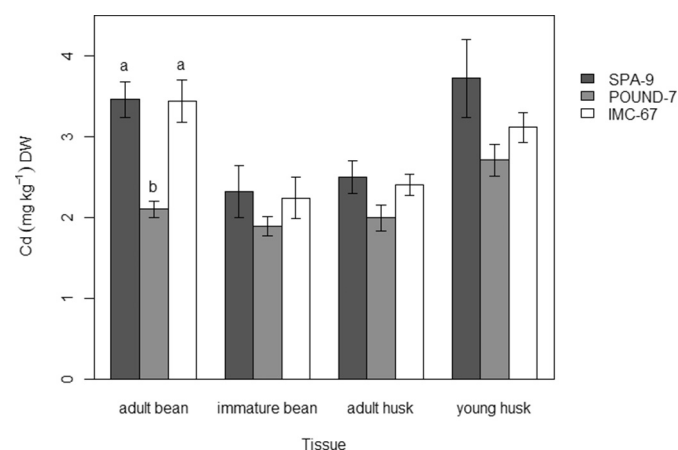 Cd (mg kg⁻¹) DW
4
3
2
1
0
a
b
a
SPA-9
POUND-7
IMC-67
adult bean
immature bean
adult husk
young husk
Tissue